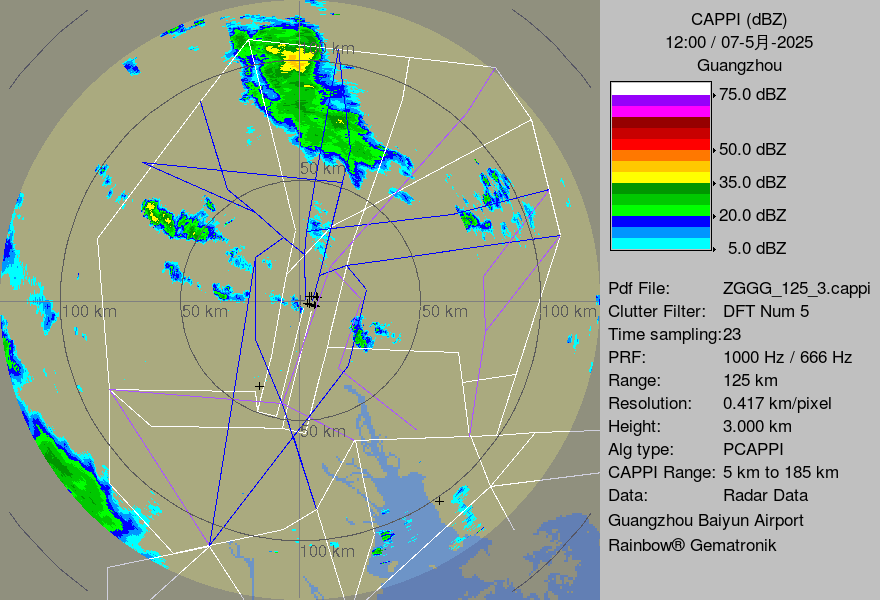 CAPPI (dBZ)
12:00 / 07-5月-2025
Guangzhou
75.0 dBZ
50.0 dBZ
35.0 dBZ
20.0 dBZ
5.0 dBZ
km
50 km
100 km
50 km
50 km
100 km
50 km
100 km
Pdf File: ZGGG_125_3.cappi
Clutter Filter: DFT Num 5
Time sampling:23
PRF: 1000 Hz / 666 Hz
Range: 125 km
Resolution: 0.417 km/pixel
Height: 3.000 km
Alg type: PCAPPI
CAPPI Range: 5 km to 185 km
Data: Radar Data
Guangzhou Baiyun Airport
Rainbow® Gematronik